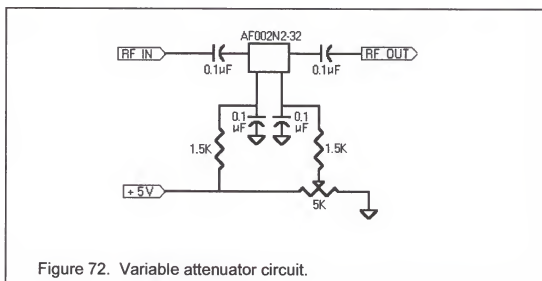 AF002N2-32
RF IN
RF OUT
0.1µF
0.1µF
0.1
µF
0.1
µF
1.5K
1.5K
+5V
5K
Figure 72. Variable attenuator circuit.